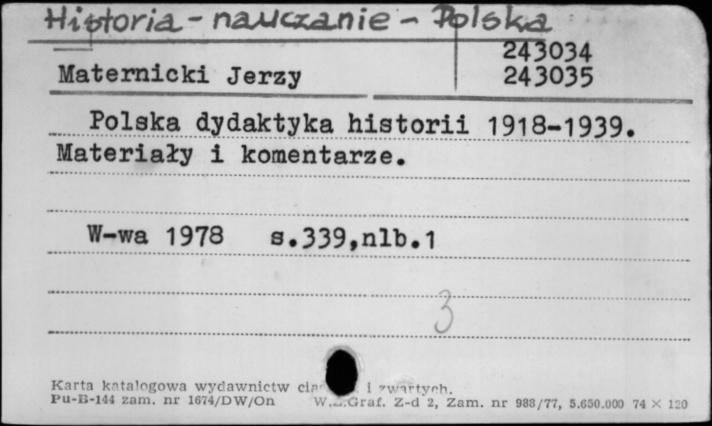 Historia - nauczanie - Polska
243034
Maternicki Jerzy 243035
Polska dydaktyka historii 1918-1939.
Materiały i komentarze.
W-wa 1978 s.339,nlb.1
3
Karta katalogowa wydawnictw i zwartych.
Pu-B-144 zam. nr 1674/DW/On Graf. Z-d 2, Zam. nr 988/77, 5.650.000 74 × 120